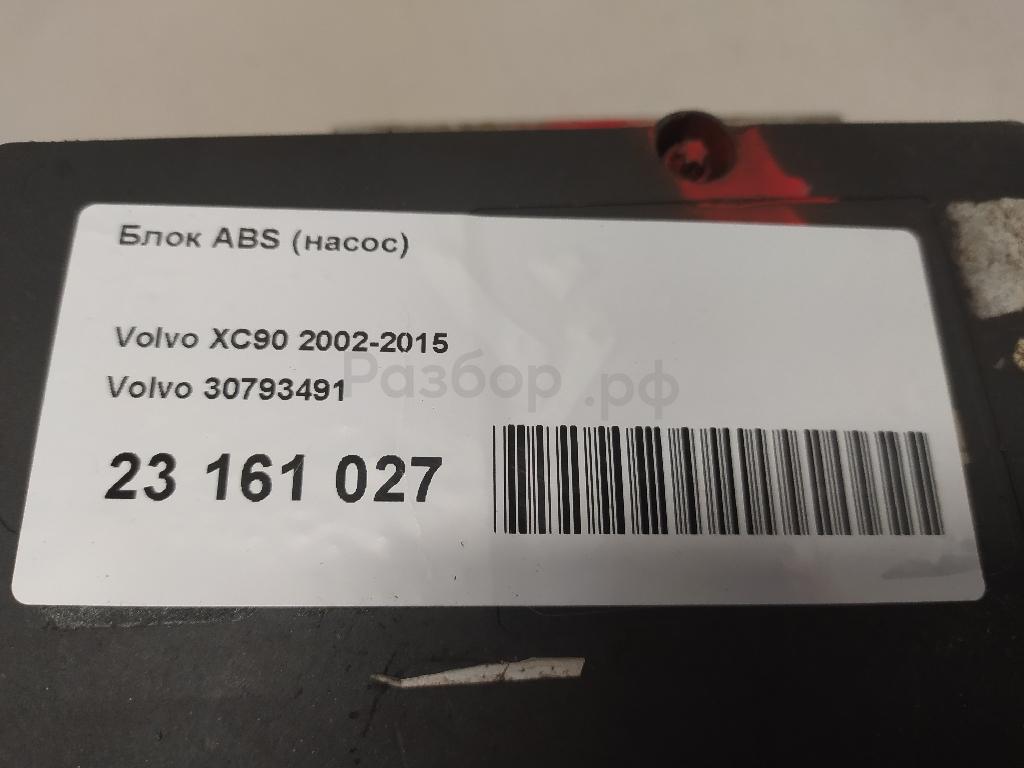 Блок ABS (насос)
Volvo XC90 2002-2015
Volvo 30793491
Разбор.рф
23 161 027